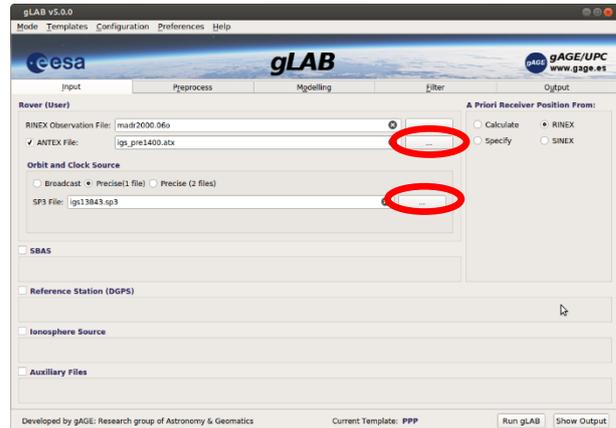 gLAB v5.0.0
Mode Templates Configuration Preferences Help
esa
gLAB
gAGE
gAGE/UPC
www.gage.es
Input Preprocess Modelling Filter Output
Rover (User)
A Priori Receiver Position From:
RINEX Observation File: madr2000.06o
Calculate RINEX
ANTEX File: igs_pre1400.atx ...
Specify SINEX
Orbit and Clock Source
Broadcast Precise(1 file) Precise (2 files)
SP3 File: igs13843.sp3 ...
SBAS
Reference Station (DGPS)
Ionosphere Source
Auxiliary Files
Developed by gAGE: Research group of Astronomy & Geomatics Current Template: PPP Run gLAB Show Output